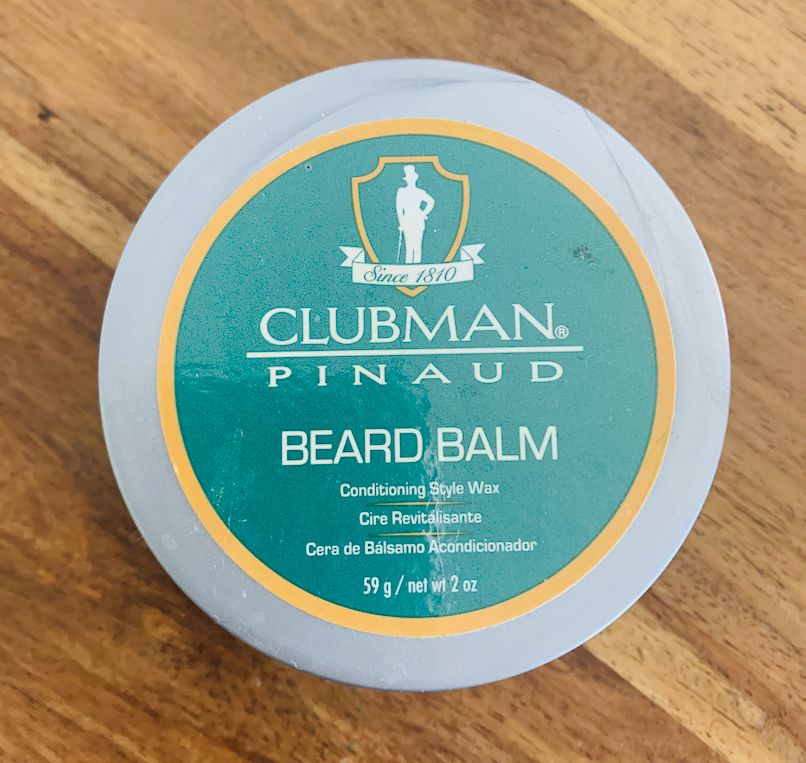 Since 1810
CLUBMAN®
PINAUD
BEARD BALM
Conditioning Style Wax
Cire Revitalisante
Cera de Bálsamo Acondicionador
59 g / net wt 2 oz